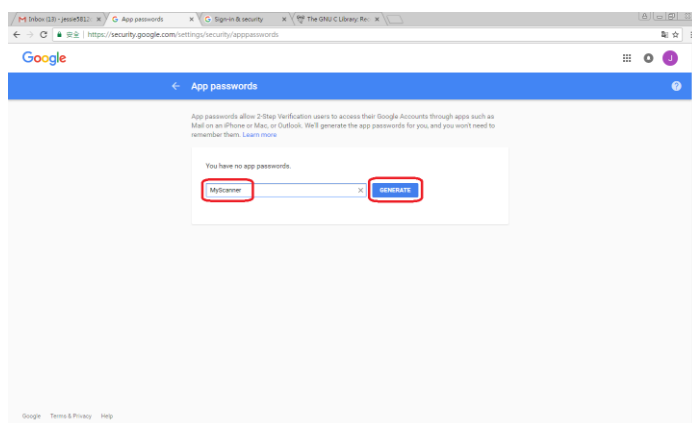 Inbox (13) - jessie5812
App passwords
Sign-in & security
The GNU C Library: Re
安全 | https://security.google.com/settings/security/apppasswords
Google
J
App passwords
App passwords allow 2-Step Verification users to access their Google Accounts through apps such as
Mail on an iPhone or Mac, or Outlook. We'll generate the app passwords for you, and you won't need to
remember them. Learn more
You have no app passwords.
MyScanner
GENERATE
Google Terms & Privacy Help